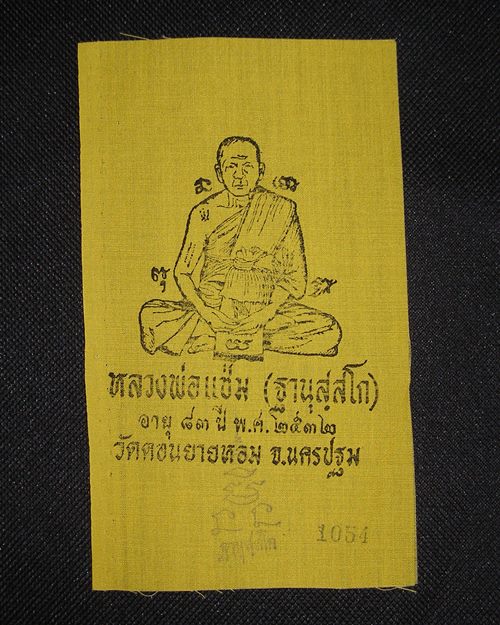 หลวงพ่อแช่ม (ฐานุสฺสโก)
อายุ ๘๓ ปี พ.ศ.๒๕๓๒
วัดดอนยายหอม จ.นครปฐม
1054